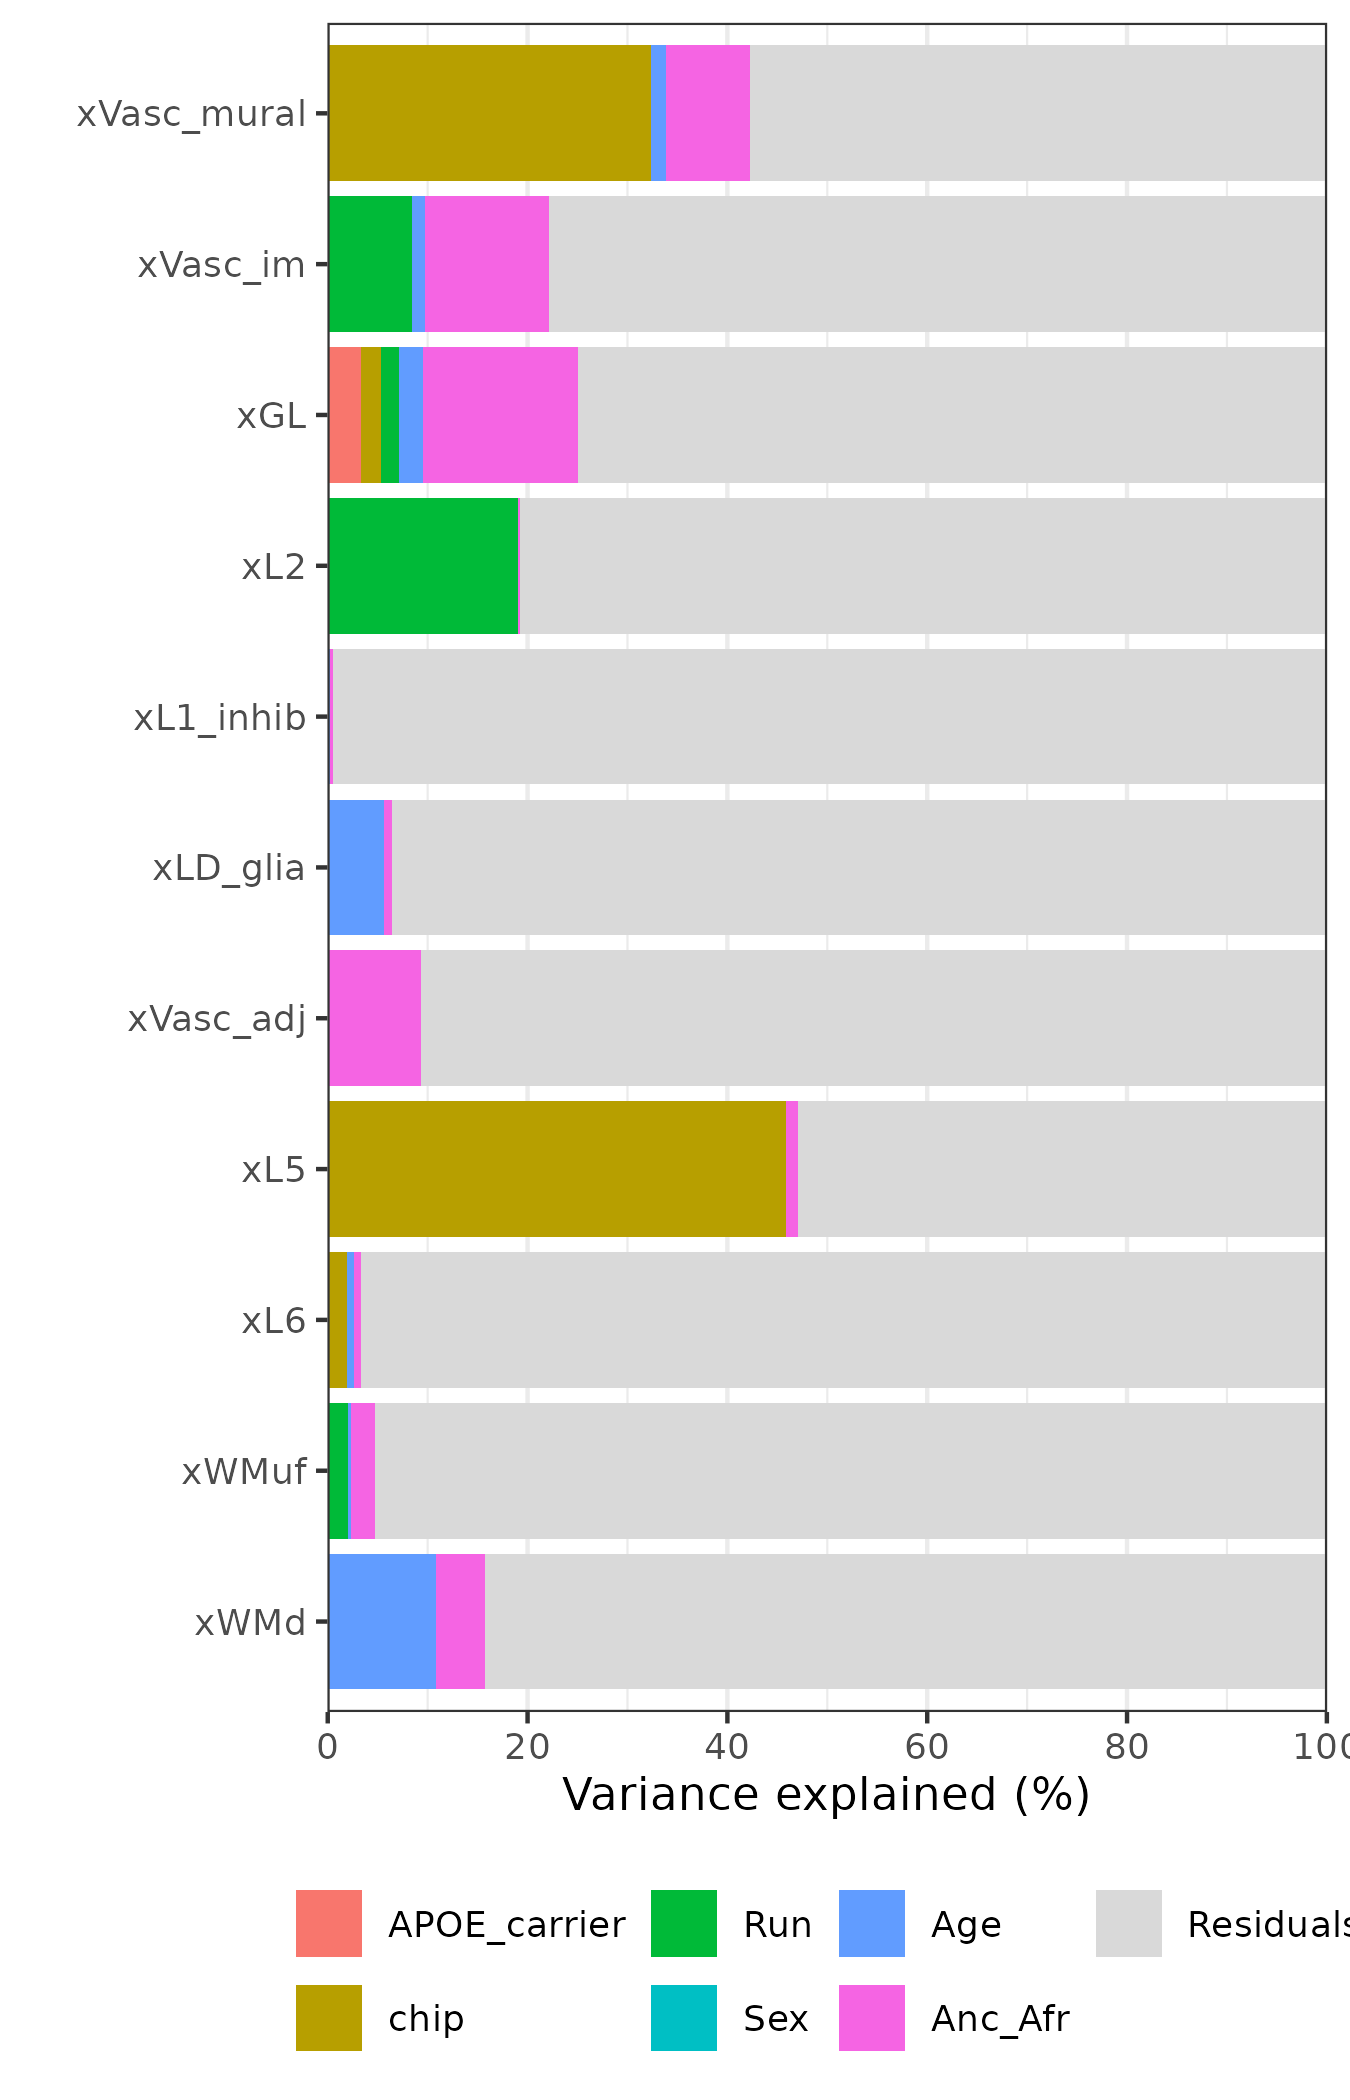 xVasc_mural
xVasc_im
xGL
xL2
xL1_inhib
xLD_glia
xVasc_adj
xL5
xL6
xWMuf
xWMd
0 20 40 60 80 100
Variance explained (%)
APOE_carrier Run Age Residuals
chip Sex Anc_Afr